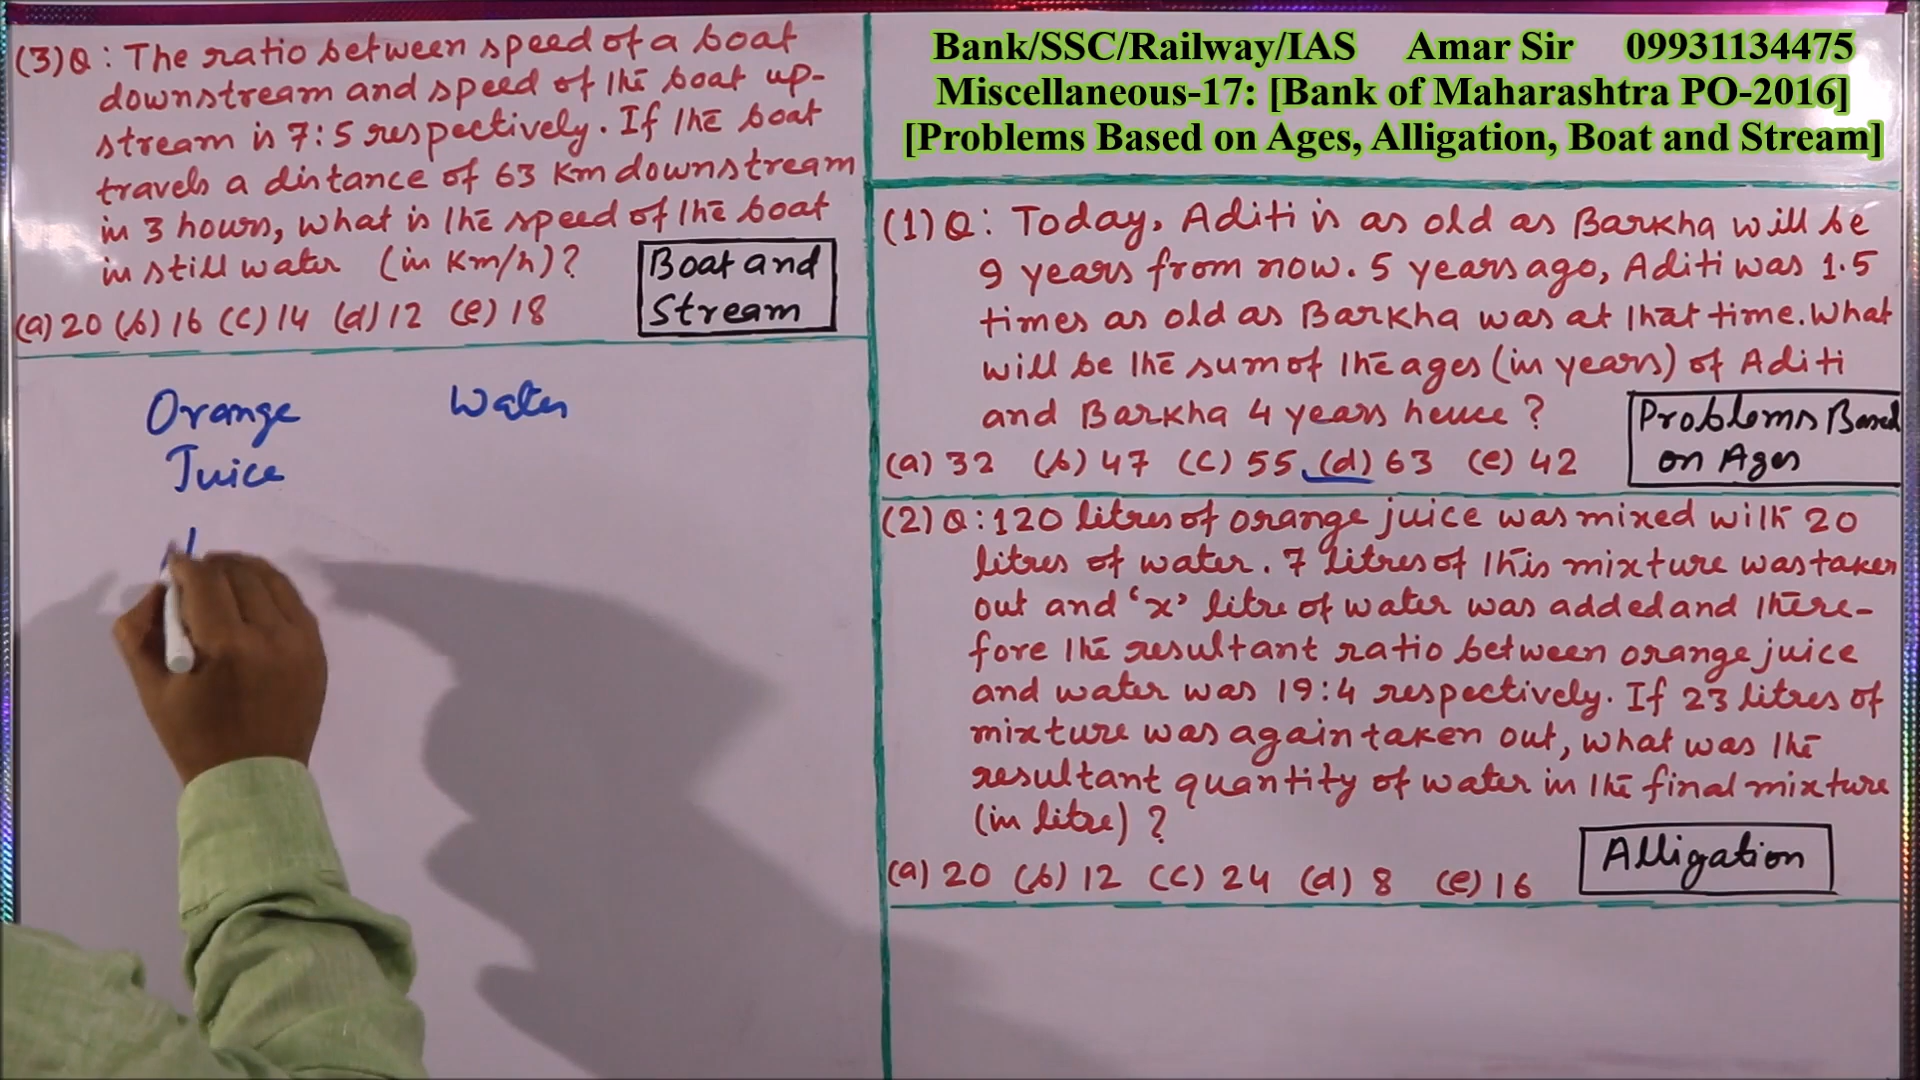 (3)Q: The ratio between speed of a boat
downstream and speed of the boat up-
stream is 7:5 respectively. If the boat
travels a distance of 63 Km downstream
in 3 hours, what is the speed of the boat
in still water (in Km/h)?
(a) 20 (b) 16 (c) 14 (d) 12 (e) 18
Boat and
Stream
Orange Water
Juice
Bank/SSC/Railway/IAS Amar Sir 09931134475
Miscellaneous-17: [Bank of Maharashtra PO-2016]
[Problems Based on Ages, Alligation, Boat and Stream]
(1) Q: Today, Aditi is as old as Barkha will be
9 years from now. 5 years ago, Aditi was 1.5
times as old as Barkha was at that time. What
will be the sum of the ages (in years) of Aditi
and Barkha 4 years hence?
(a) 32 (b) 47 (c) 55 (d) 63 (e) 42
Problems Based
on Ages
(2) Q: 120 litres of orange juice was mixed with 20
litres of water. 7 litres of this mixture was taken
out and 'x' litre of water was added and there-
fore the resultant ratio between orange juice
and water was 19:4 respectively. If 23 litres of
mixture was again taken out, what was the
resultant quantity of water in the final mixture
(in litre)?
(a) 20 (b) 12 (c) 24 (d) 8 (e) 16
Alligation